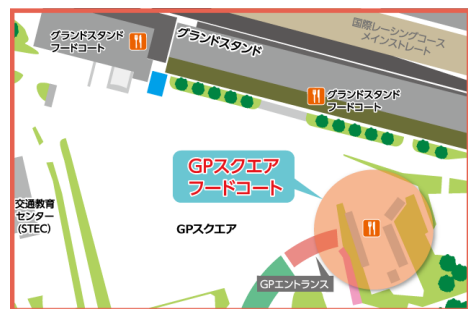 国際レーシングコース
メインストレート
グランドスタンド
フードコート
グランドスタンド
グランドスタンド
フードコート
GPスクエア
フードコート
交通教育
センター
(STEC)
GPスクエア
GPエントランス